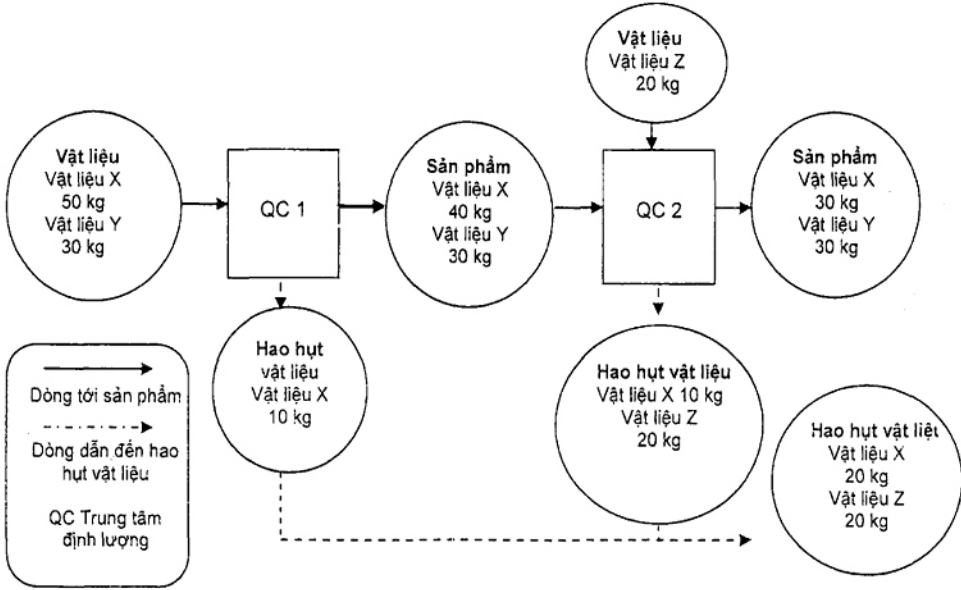 Vật liệu
Vật liệu X
50 kg
Vật liệu Y
30 kg
QC 1
Sản phẩm
Vật liệu X
40 kg
Vật liệu Y
30 kg
Vật liệu
Vật liệu Z
20 kg
QC 2
Sản phẩm
Vật liệu X
30 kg
Vật liệu Y
30 kg
Hao hụt
vật liệu
Vật liệu X
10 kg
Hao hụt vật liệu
Vật liệu X 10 kg
Vật liệu Z
20 kg
Hao hụt vật liệu
Vật liệu X
20 kg
Vật liệu Z
20 kg
Dòng tới sản phẩm
Dòng dẫn đến hao
hụt vật liệu
QC Trung tâm
định lượng